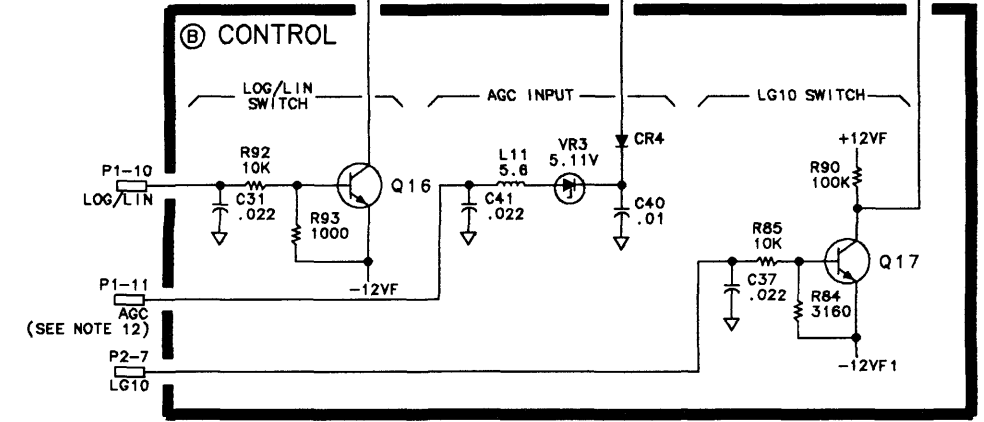 B CONTROL
LOG/LIN
SWITCH
AGC INPUT
LG10 SWITCH
P1-10
LOG/LIN
R92
10K
C31
.022
R93
1000
Q16
-12VF
L11
5.6
VR3
5.11V
CR4
C41
.022
C40
.01
+12VF
R90
100K
R85
10K
C37
.022
R84
3160
Q17
-12VF1
P1-11
AGC
(SEE NOTE 12)
P2-7
LG10